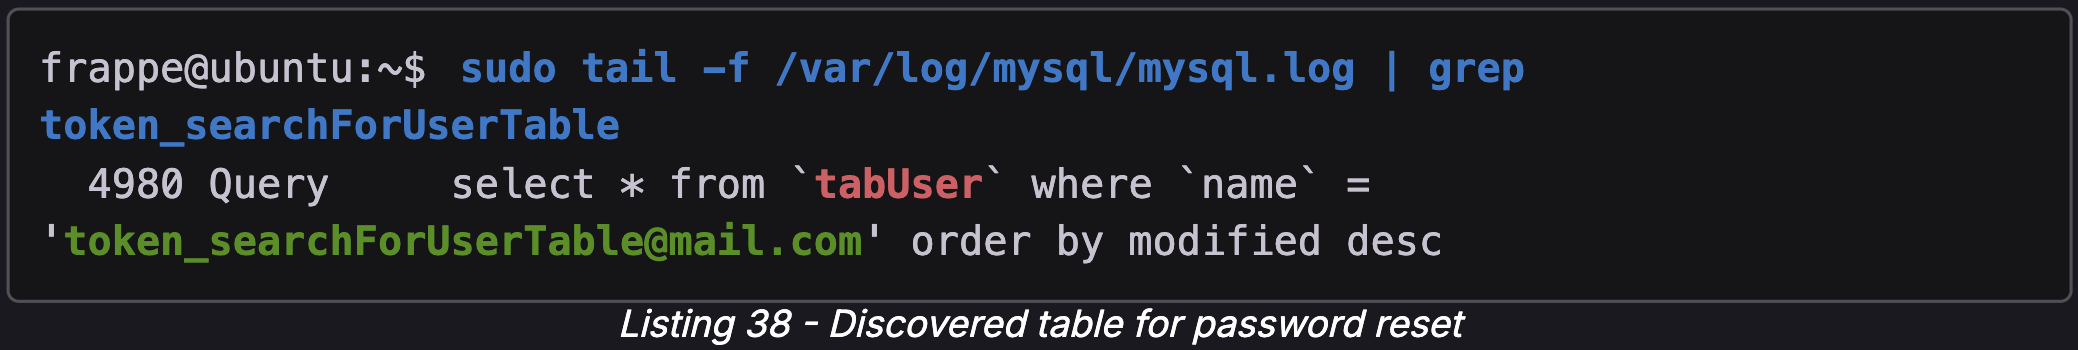 frappe@ubuntu:~$ sudo tail -f /var/log/mysql/mysql.log | grep
token_searchForUserTable
4980 Query     select * from `tabUser` where `name` =
'token_searchForUserTable@mail.com' order by modified desc
Listing 38 - Discovered table for password reset